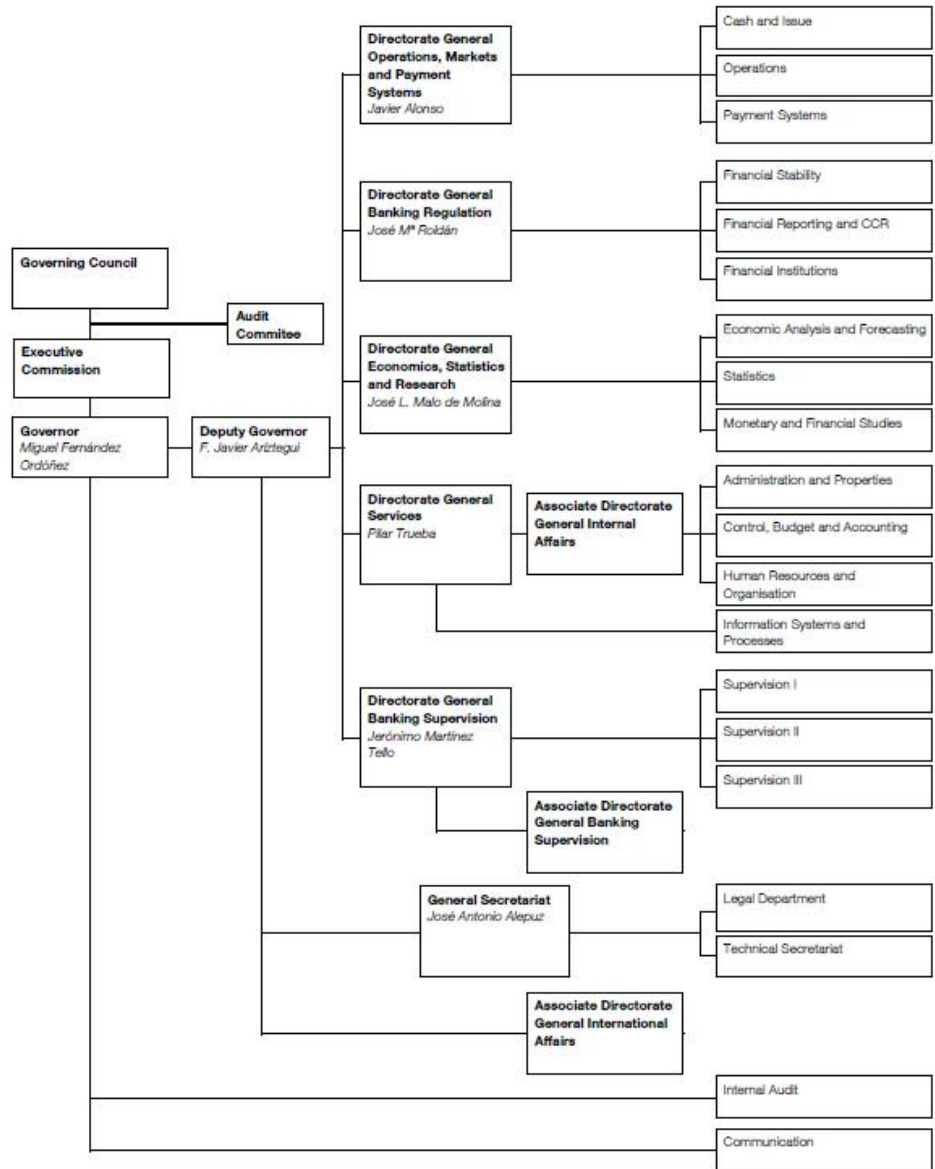 Governing Council
Audit
Commitee
Executive
Commission
Governor
Miguel Fernández
Ordóñez
Deputy Governor
F. Javier Ariztegui
Directorate General
Operations, Markets
and Payment
Systems
Javier Alonso
Cash and Issue
Operations
Payment Systems
Directorate General
Banking Regulation
José Mª Roldán
Financial Stability
Financial Reporting and CCR
Financial Institutions
Directorate General
Economics, Statistics
and Research
José L. Malo de Molina
Economic Analysis and Forecasting
Statistics
Monetary and Financial Studies
Directorate General
Services
Pilar Trueba
Associate Directorate
General Internal
Affairs
Administration and Properties
Control, Budget and Accounting
Human Resources and
Organisation
Information Systems and
Processes
Directorate General
Banking Supervision
Jerónimo Martínez
Tello
Supervision I
Supervision II
Supervision III
Associate Directorate
General Banking
Supervision
General Secretariat
José Antonio Alepuz
Legal Department
Technical Secretariat
Associate Directorate
General International
Affairs
Internal Audit
Communication